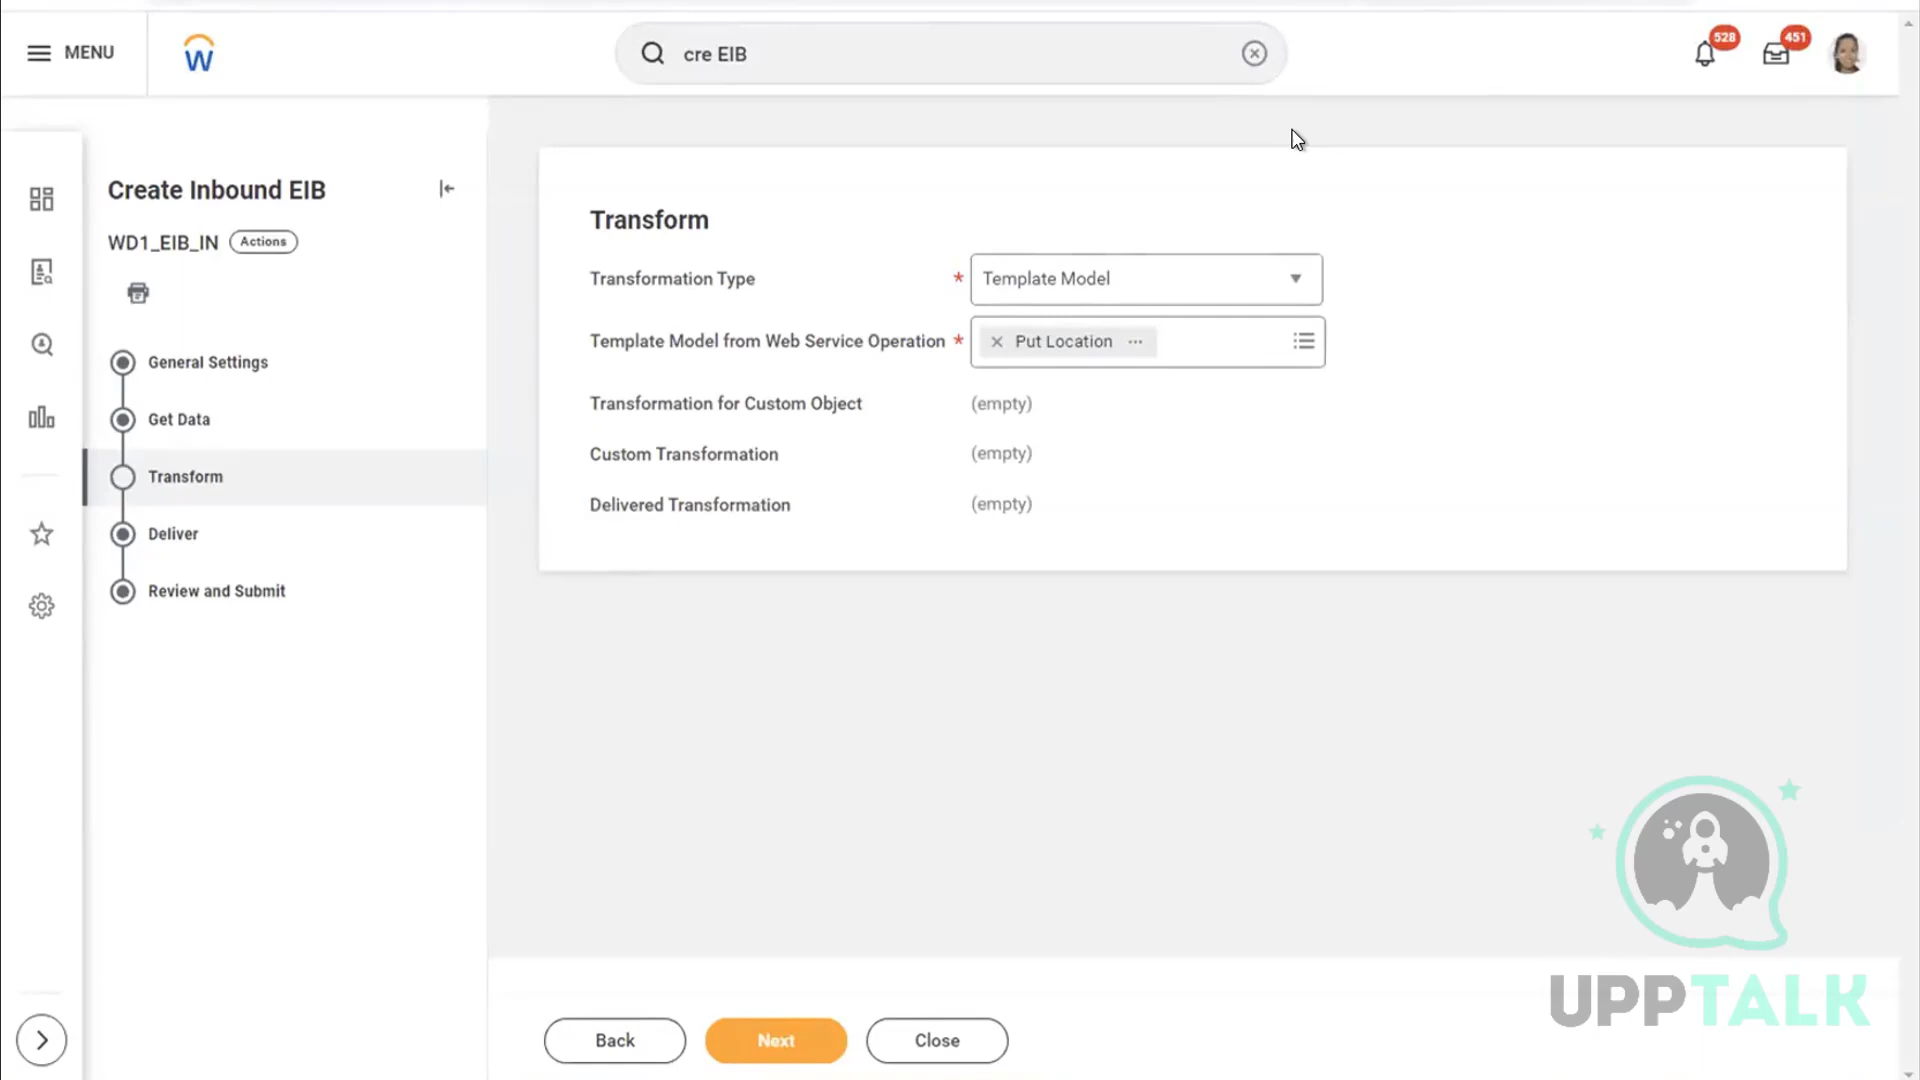 MENU
cre EIB
528
451
Create Inbound EIB
WD1_EIB_IN Actions
General Settings
Get Data
Transform
Deliver
Review and Submit
Transform
Transformation Type * Template Model
Template Model from Web Service Operation * Put Location
Transformation for Custom Object (empty)
Custom Transformation (empty)
Delivered Transformation (empty)
Back Next Close
UPPTALK